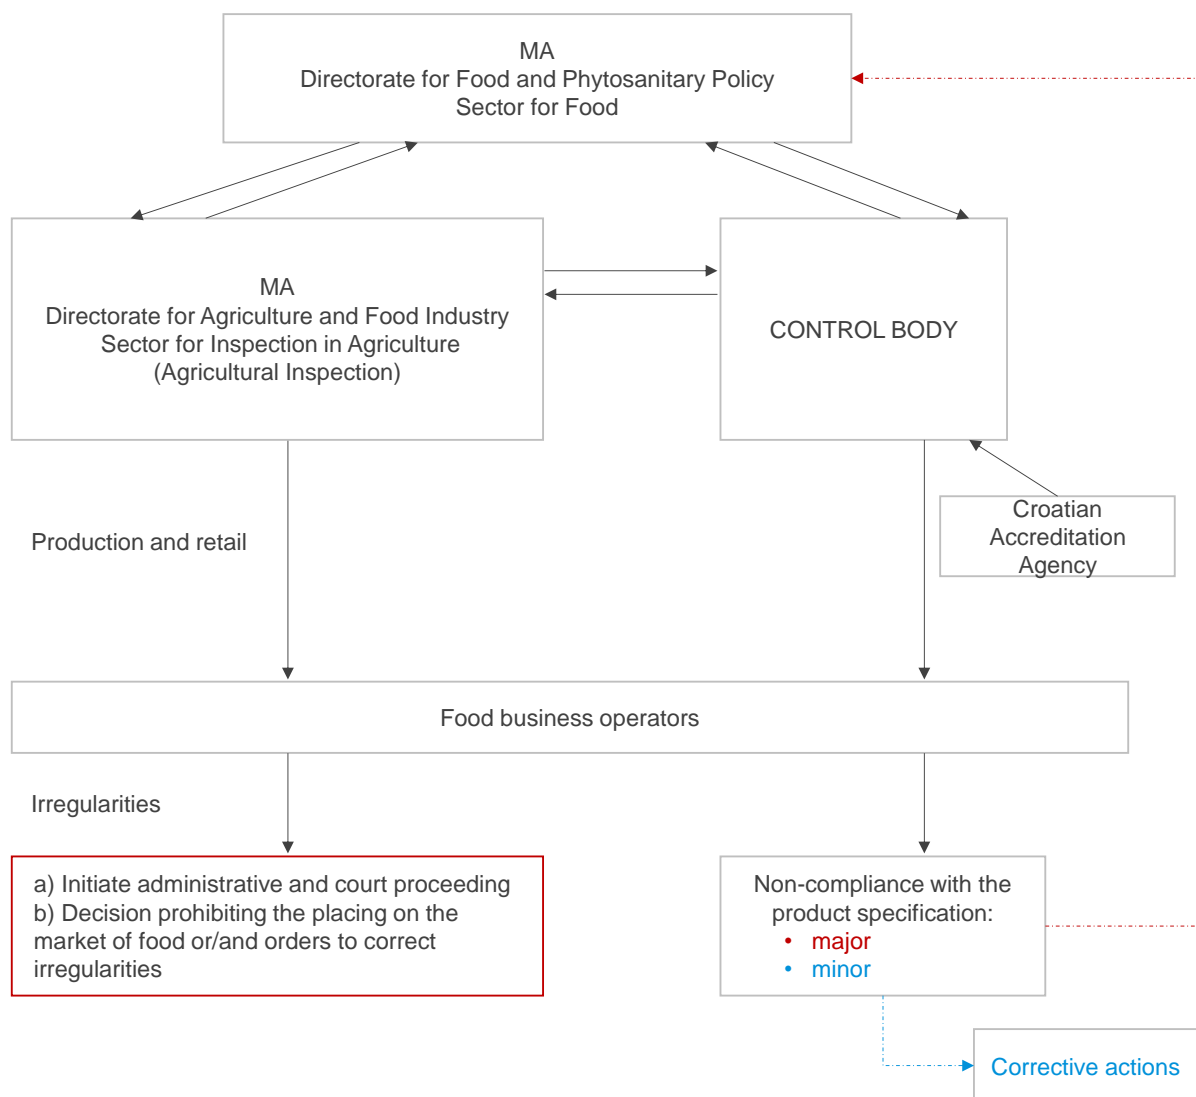 MA
Directorate for Food and Phytosanitary Policy
Sector for Food
MA
Directorate for Agriculture and Food Industry
Sector for Inspection in Agriculture
(Agricultural Inspection)
CONTROL BODY
Croatian
Accreditation
Agency
Production and retail
Food business operators
Irregularities
a) Initiate administrative and court proceeding
b) Decision prohibiting the placing on the
market of food or/and orders to correct
irregularities
Non-compliance with the
product specification:
• major
• minor
Corrective actions